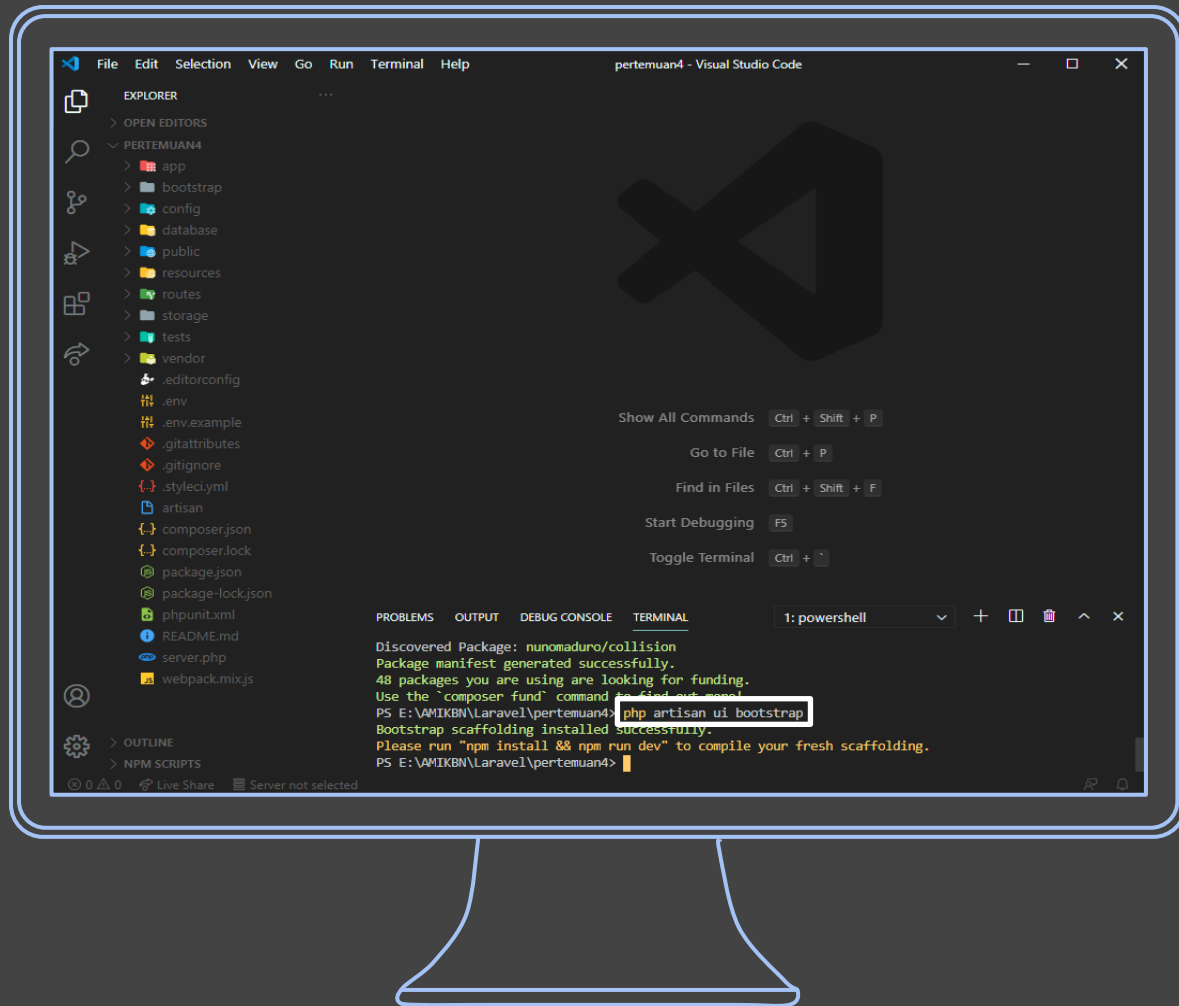 File Edit Selection View Go Run Terminal Help pertemuan4 - Visual Studio Code
EXPLORER ...
OPEN EDITORS
PERTEMUAN4
app
bootstrap
config
database
public
resources
routes
storage
tests
vendor
.editorconfig
.env
.env.example
.gitattributes
.gitignore
.styleci.yml
artisan
composer.json
composer.lock
package.json
package-lock.json
phpunit.xml
README.md
server.php
webpack.mix.js
OUTLINE
NPM SCRIPTS
Show All Commands Ctrl + Shift + P
Go to File Ctrl + P
Find in Files Ctrl + Shift + F
Start Debugging F5
Toggle Terminal Ctrl + `
PROBLEMS OUTPUT DEBUG CONSOLE TERMINAL 1: powershell
Discovered Package: nunomaduro/collision
Package manifest generated successfully.
48 packages you are using are looking for funding.
Use the `composer fund` command to find out more!
PS E:\AMIKBN\Laravel\pertemuan4> php artisan ui bootstrap
Bootstrap scaffolding installed successfully.
Please run "npm install && npm run dev" to compile your fresh scaffolding.
PS E:\AMIKBN\Laravel\pertemuan4>
0 0 Live Share Server not selected